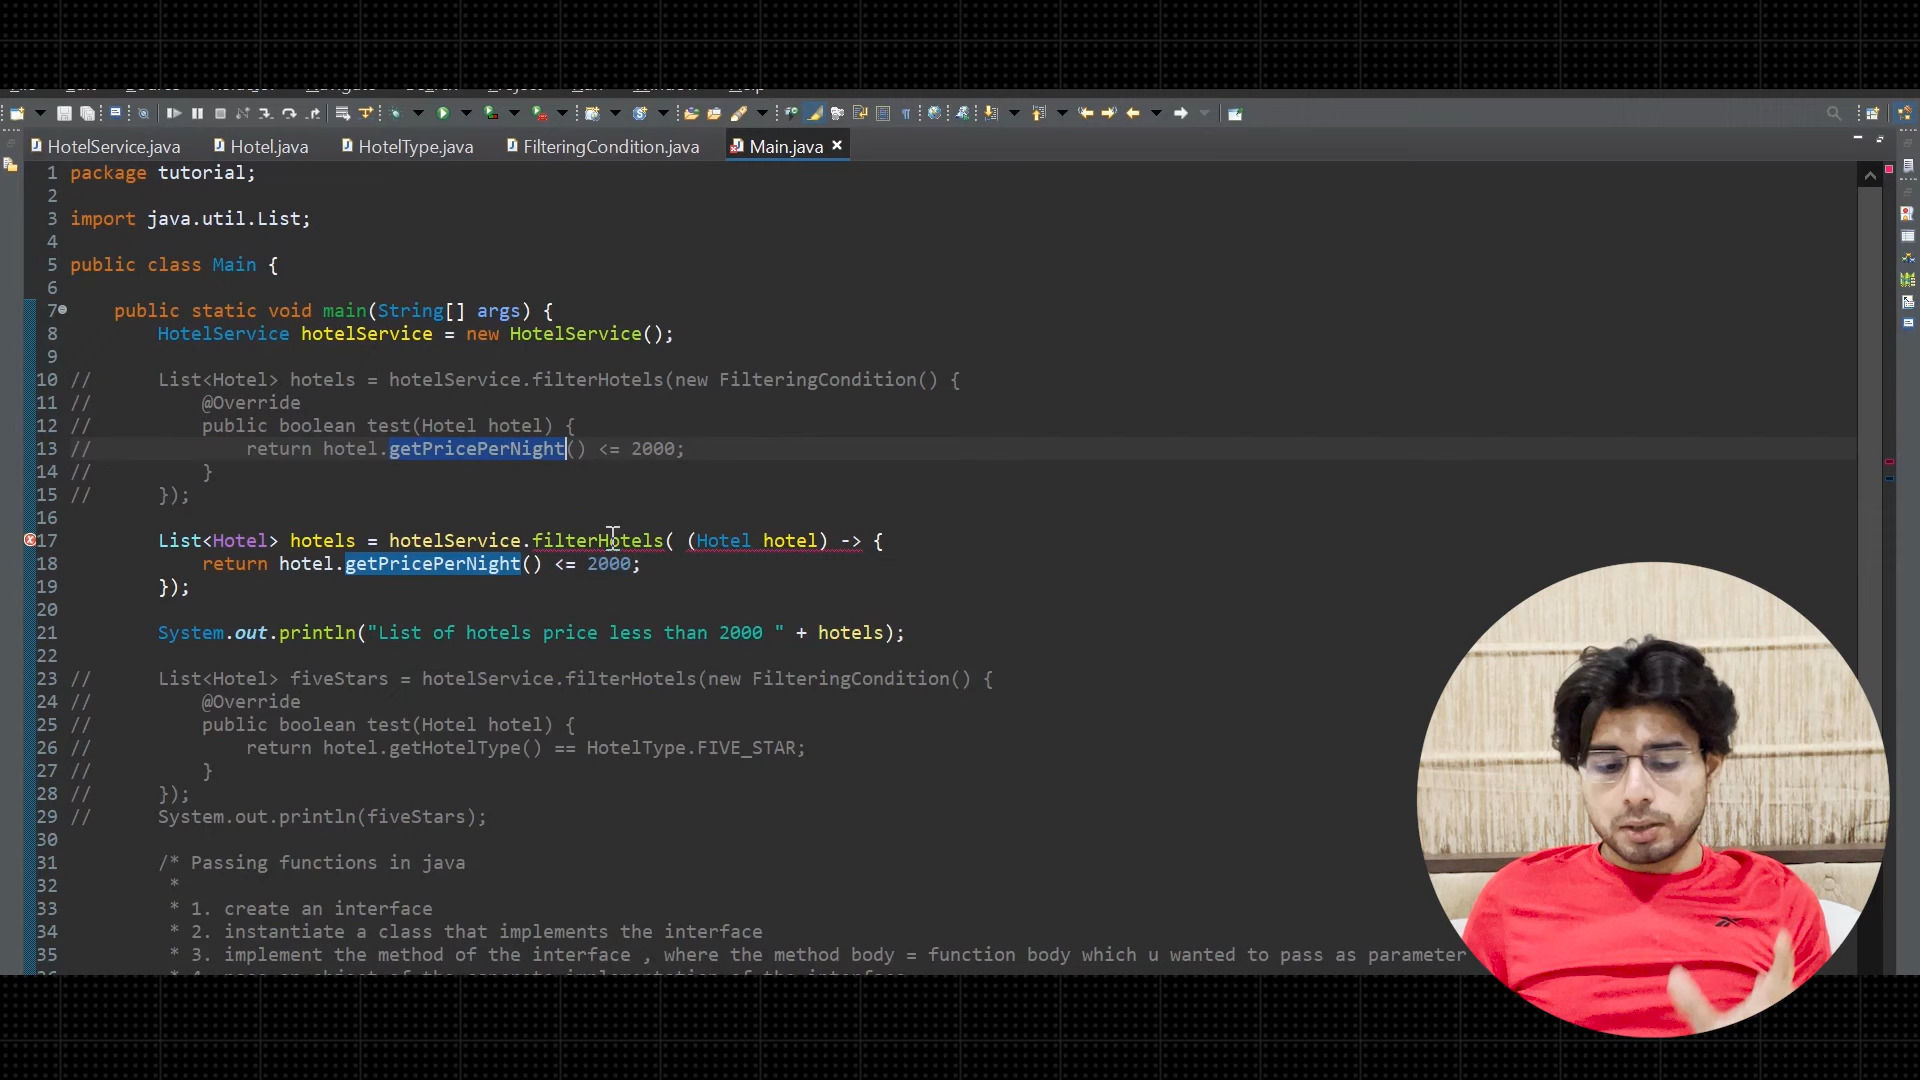 HotelService.java Hotel.java HotelType.java FilteringCondition.java Main.java
1 package tutorial;
2
3 import java.util.List;
4
5 public class Main {
6
7 public static void main(String[] args) {
8 HotelService hotelService = new HotelService();
9
10 // List<Hotel> hotels = hotelService.filterHotels(new FilteringCondition() {
11 // @Override
12 // public boolean test(Hotel hotel) {
13 // return hotel.getPricePerNight() <= 2000;
14 // }
15 // });
16
17 List<Hotel> hotels = hotelService.filterHotels( (Hotel hotel) -> {
18 return hotel.getPricePerNight() <= 2000;
19 });
20
21 System.out.println("List of hotels price less than 2000 " + hotels);
22
23 // List<Hotel> fiveStars = hotelService.filterHotels(new FilteringCondition() {
24 // @Override
25 // public boolean test(Hotel hotel) {
26 // return hotel.getHotelType() == HotelType.FIVE_STAR;
27 // }
28 // });
29 // System.out.println(fiveStars);
30
31 /* Passing functions in java
32 *
33 * 1. create an interface
34 * 2. instantiate a class that implements the interface
35 * 3. implement the method of the interface , where the method body = function body which u wanted to pass as parameter